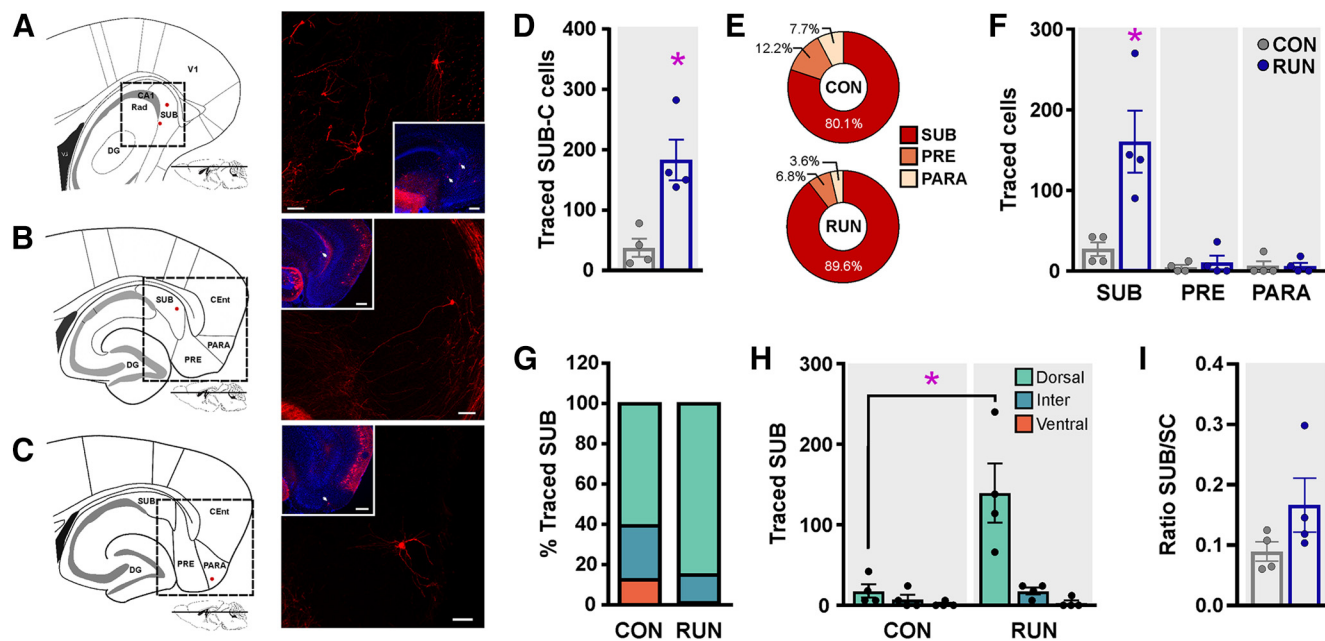 A
V1
CA1
Rad
SUB
DG
B
SUB
CEnt
PARA
PRE
DG
C
SUB
CEnt
DG
PRE
PARA
D
Traced SUB-C cells
400
300
200
100
0
*
E
7.7%
12.2%
CON
80.1%
SUB
PRE
PARA
3.6%
6.8%
RUN
89.6%
F
Traced cells
300
200
100
0
*
CON
RUN
SUB PRE PARA
G
% Traced SUB
120
100
80
60
40
20
0
CON RUN
H
Traced SUB
300
200
100
0
*
Dorsal
Inter
Ventral
CON RUN
I
Ratio SUB/SC
0.4
0.3
0.2
0.1
0.0